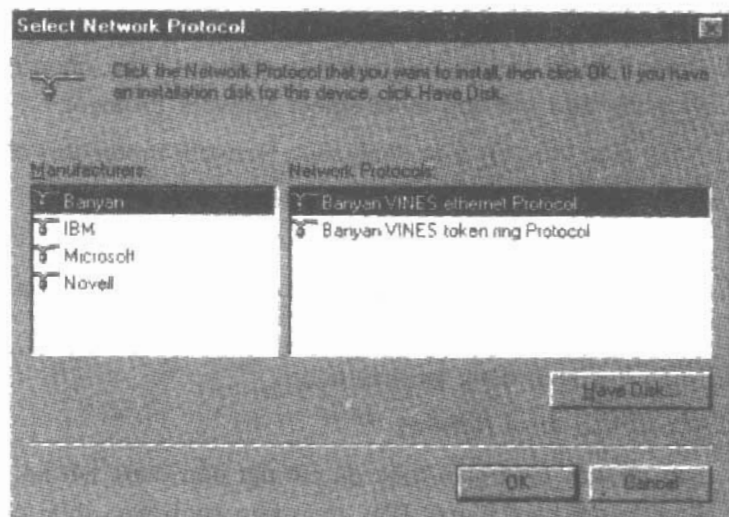 Select Network Protocol
Click the Network Protocol that you want to install, then click OK. If you have
an installation disk for this device, click Have Disk.
Manufacturers:
Network Protocols:
Banyan
IBM
Microsoft
Novell
Banyan VINES ethernet Protocol
Banyan VINES token ring Protocol
Have Disk...
OK
Cancel